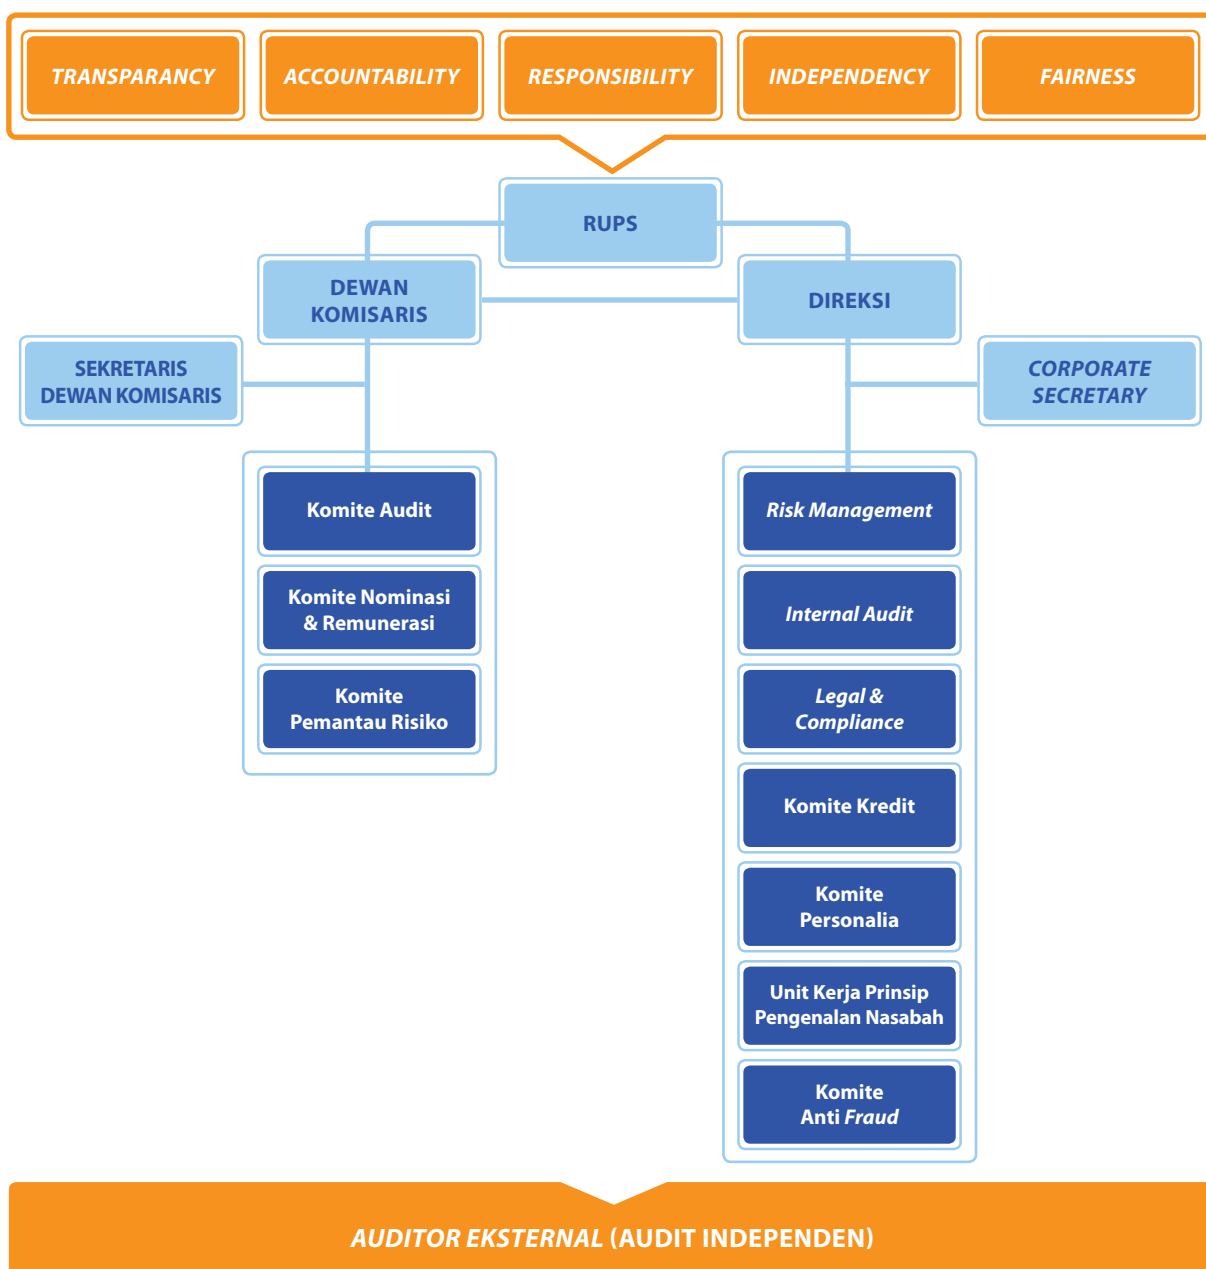 TRANSPARANCY
ACCOUNTABILITY
RESPONSIBILITY
INDEPENDENCY
FAIRNESS
RUPS
DEWAN
KOMISARIS
DIREKSI
SEKRETARIS
DEWAN KOMISARIS
CORPORATE
SECRETARY
Komite Audit
Komite Nominasi
& Remunerasi
Komite
Pemantau Risiko
Risk Management
Internal Audit
Legal &
Compliance
Komite Kredit
Komite
Personalia
Unit Kerja Prinsip
Pengenalan Nasabah
Komite
Anti Fraud
AUDITOR EKSTERNAL (AUDIT INDEPENDEN)